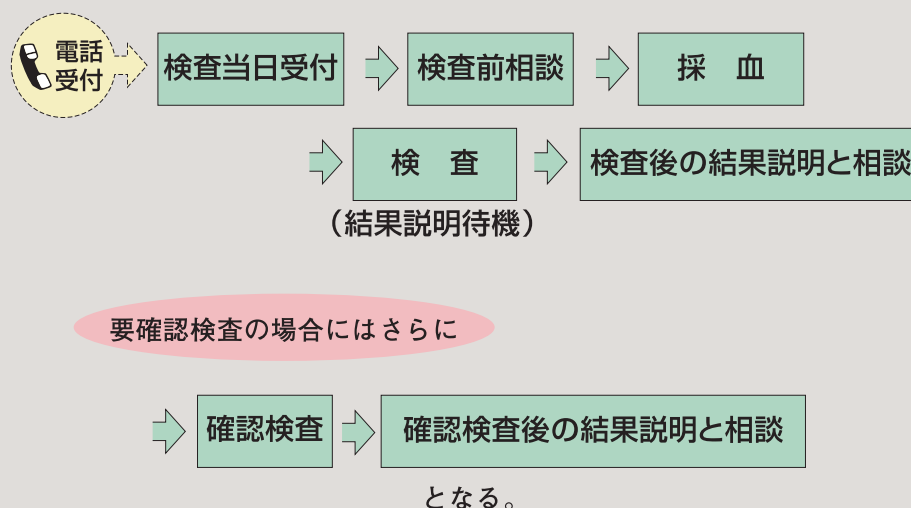 電話
受付
検査当日受付
検査前相談
採　血
検　査
検査後の結果説明と相談
（結果説明待機）
要確認検査の場合にはさらに
確認検査
確認検査後の結果説明と相談
となる。